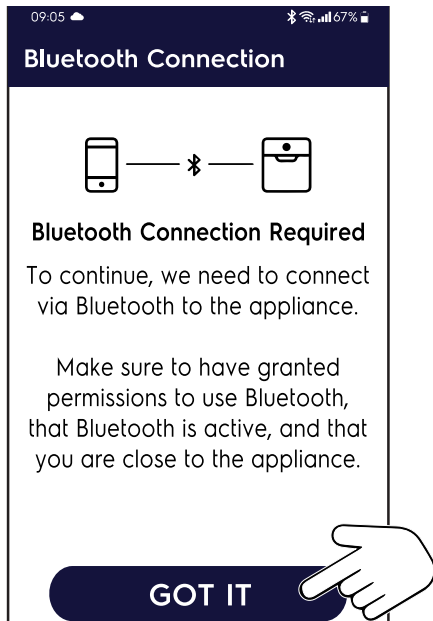 09:05 67%
Bluetooth Connection
Bluetooth Connection Required
To continue, we need to connect
via Bluetooth to the appliance.
Make sure to have granted
permissions to use Bluetooth,
that Bluetooth is active, and that
you are close to the appliance.
GOT IT